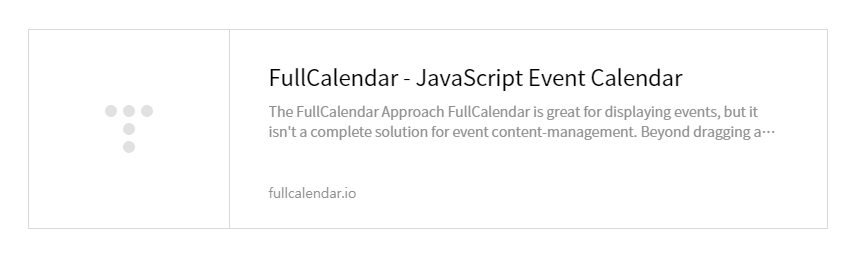 FullCalendar - JavaScript Event Calendar
The FullCalendar Approach FullCalendar is great for displaying events, but it
isn't a complete solution for event content-management. Beyond dragging a···
fullcalendar.io